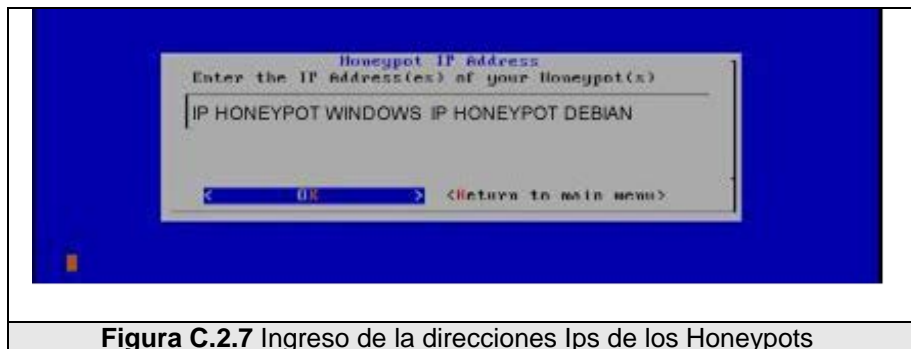 Honeypot IP Address
Enter the IP Address(es) of your Honeypot(s)
IP HONEYPOT WINDOWS IP HONEYPOT DEBIAN
< OK > <Return to main menu>
Figura C.2.7 Ingreso de la direcciones Ips de los Honeypots